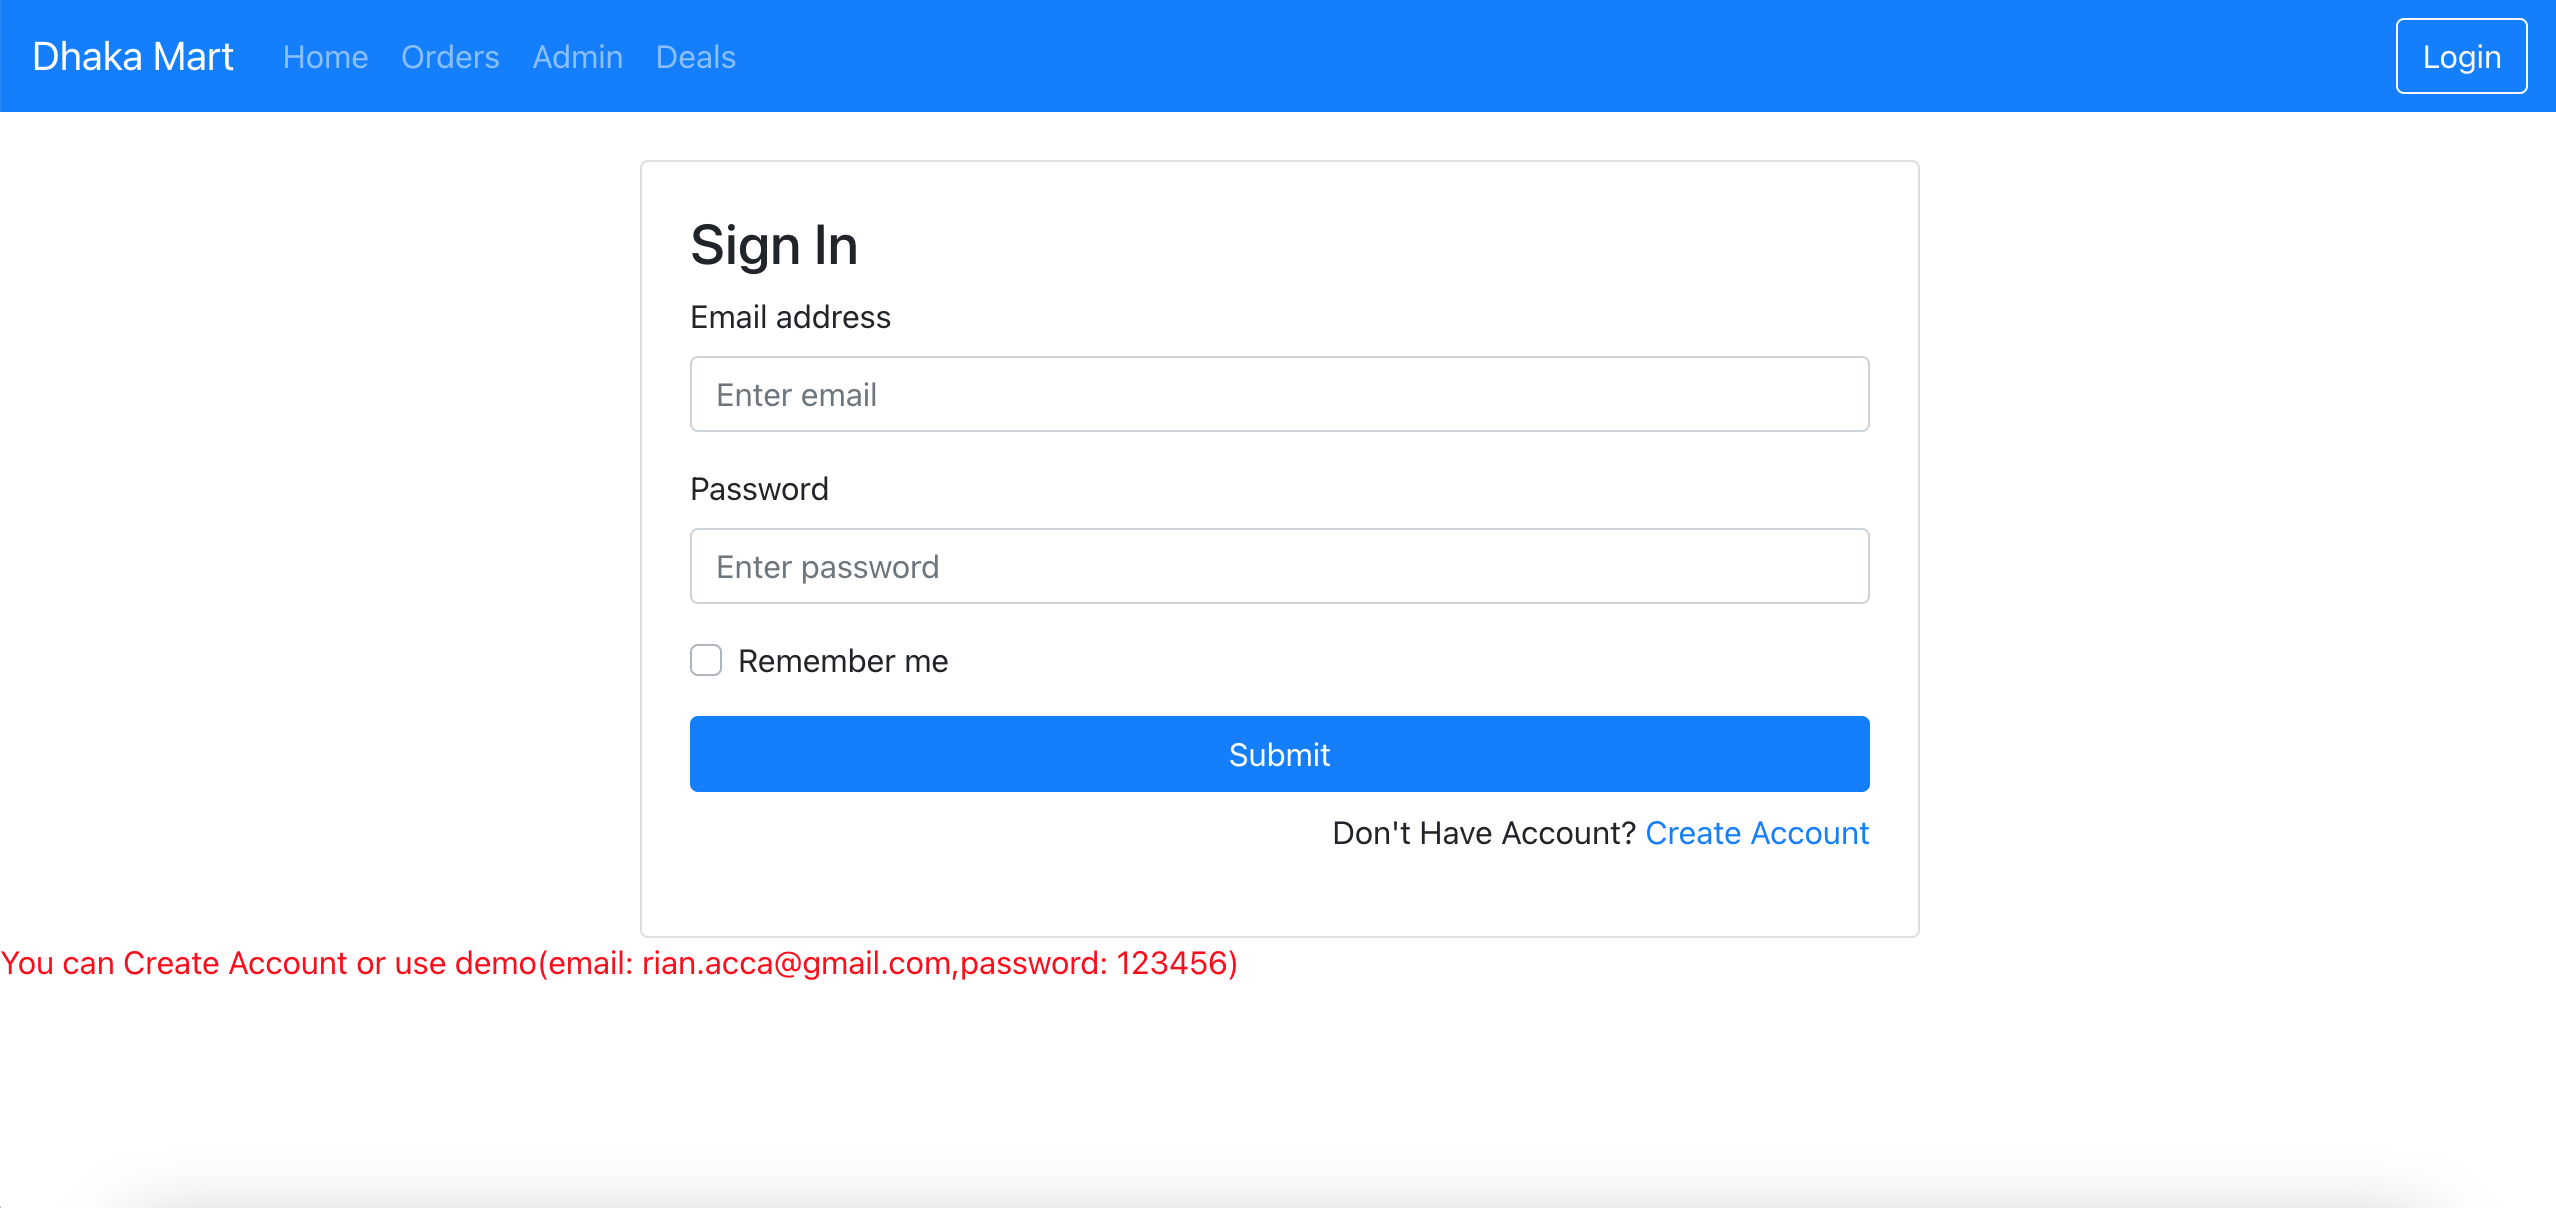 Dhaka Mart Home Orders Admin Deals Login
Sign In
Email address
Enter email
Password
Enter password
Remember me
Submit
Don't Have Account? Create Account
You can Create Account or use demo(email: rian.acca@gmail.com,password: 123456)